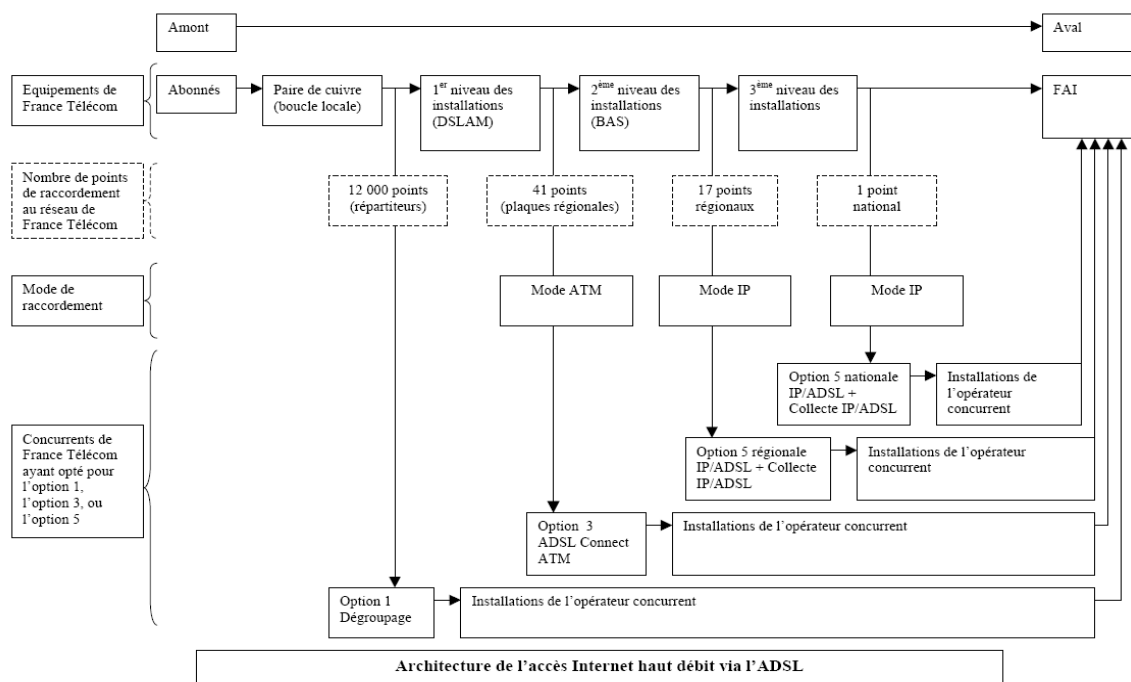 Amont
Aval
Equipements de
France Télécom
Abonnés
Paire de cuivre
(boucle locale)
1er niveau des
installations
(DSLAM)
2ème niveau des
installations
(BAS)
3ème niveau des
installations
FAI
Nombre de points
de raccordement
au réseau de
France Télécom
12 000 points
(répartiteurs)
41 points
(plaques régionales)
17 points
régionaux
1 point
national
Mode de
raccordement
Mode ATM
Mode IP
Mode IP
Concurrents de
France Télécom
ayant opté pour
l'option 1,
l'option 3, ou
l'option 5
Option 5 nationale
IP/ADSL +
Collecte IP/ADSL
Installations de
l'opérateur
concurrent
Option 5 régionale
IP/ADSL + Collecte
IP/ADSL
Installations de l'opérateur
concurrent
Option 3
ADSL Connect
ATM
Installations de l'opérateur concurrent
Option 1
Dégroupage
Installations de l'opérateur concurrent
Architecture de l'accès Internet haut débit via l'ADSL